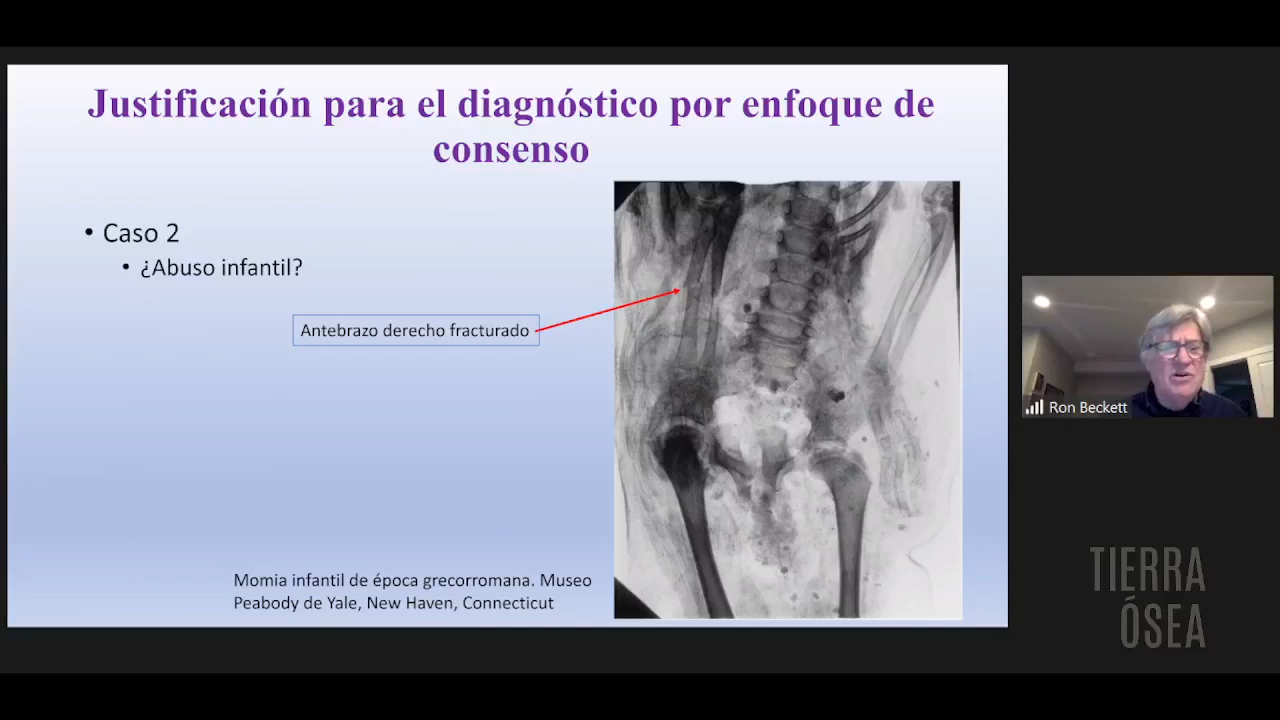 Justificación para el diagnóstico por enfoque de
consenso
• Caso 2
• ¿Abuso infantil?
Antebrazo derecho fracturado
Momia infantil de época grecorromana. Museo
Peabody de Yale, New Haven, Connecticut
Ron Beckett
TIERRA
ÓSEA